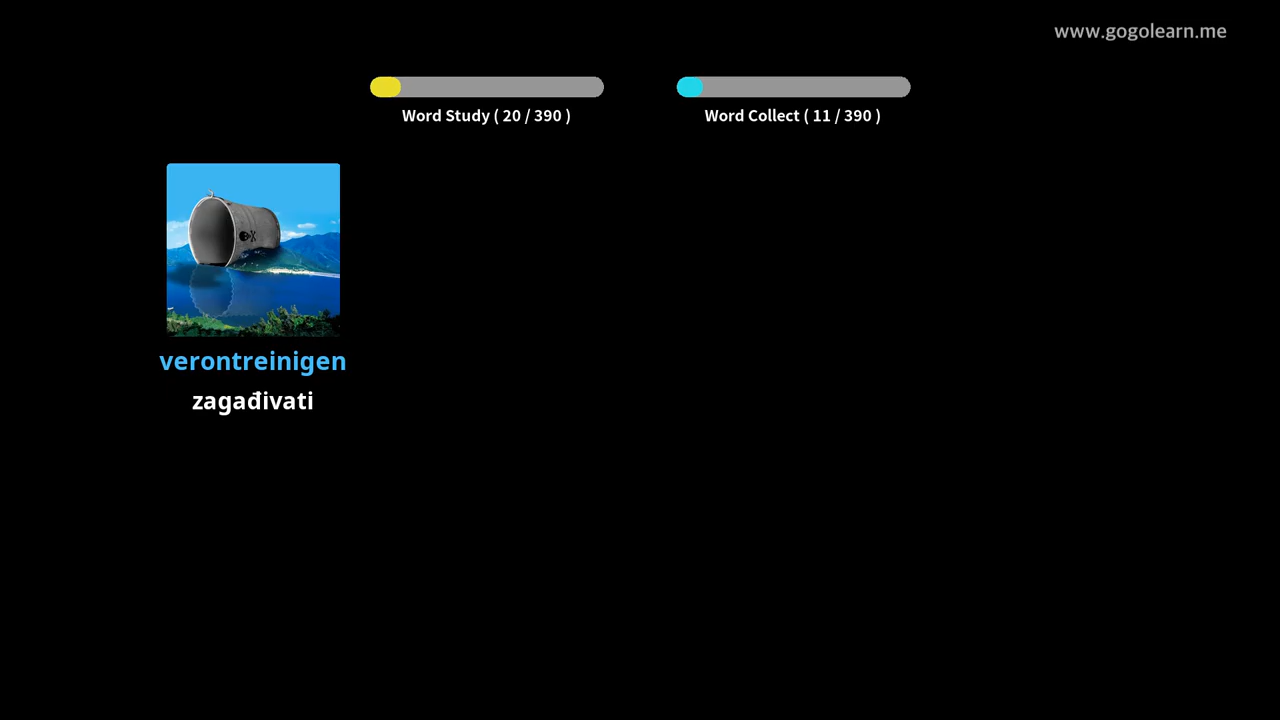 www.gogolearn.me
Word Study ( 20 / 390 )
Word Collect ( 11 / 390 )
verontreinigen
zagađivati